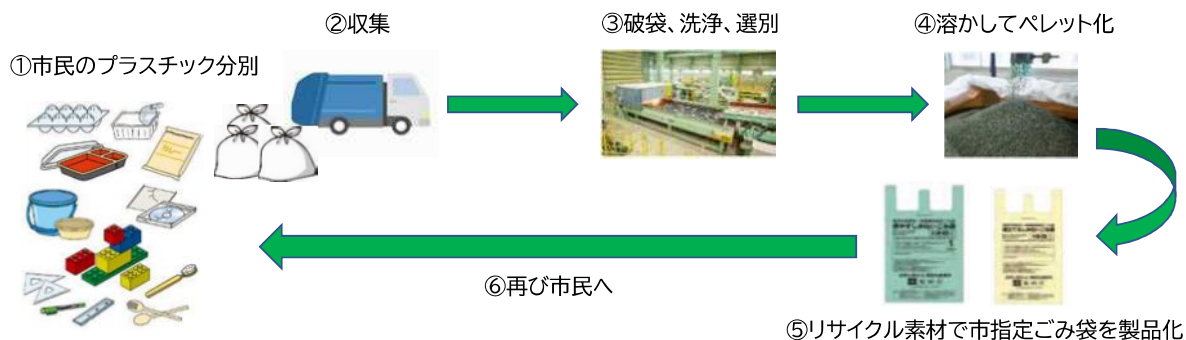 ①市民のプラスチック分別
②収集
③破袋、洗浄、選別
④溶かしてペレット化
⑤リサイクル素材で市指定ごみ袋を製品化
⑥再び市民へ